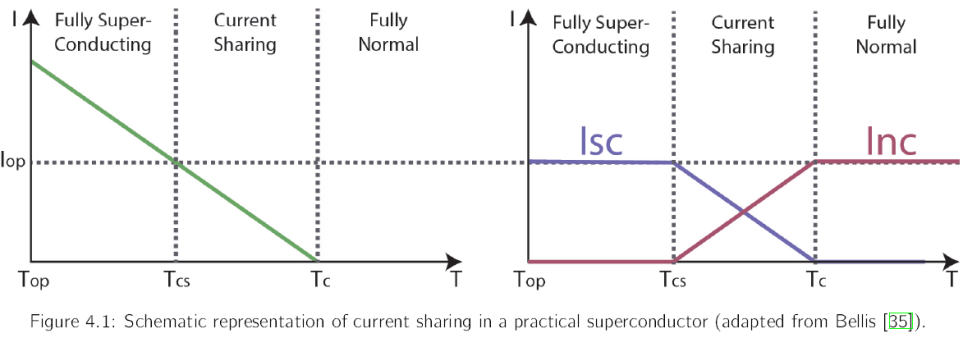 I
Fully Super-
Conducting
Current
Sharing
Fully
Normal
Iop
Top
Tcs
Tc
T
I
Fully Super-
Conducting
Current
Sharing
Fully
Normal
Isc
Inc
Top
Tcs
Tc
T
Figure 4.1: Schematic representation of current sharing in a practical superconductor (adapted from Bellis [35]).